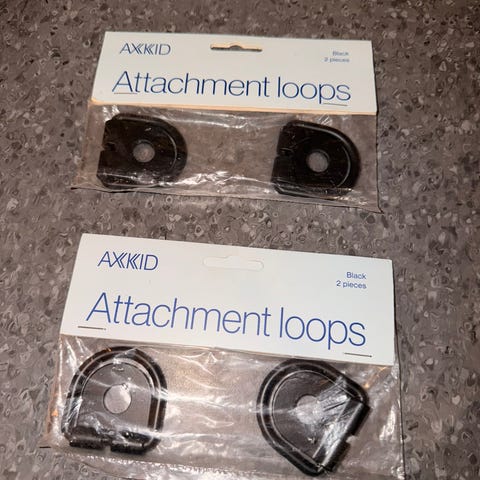 AXKID
Black
2 pieces
Attachment loops
AXKID
Black
2 pieces
Attachment loops